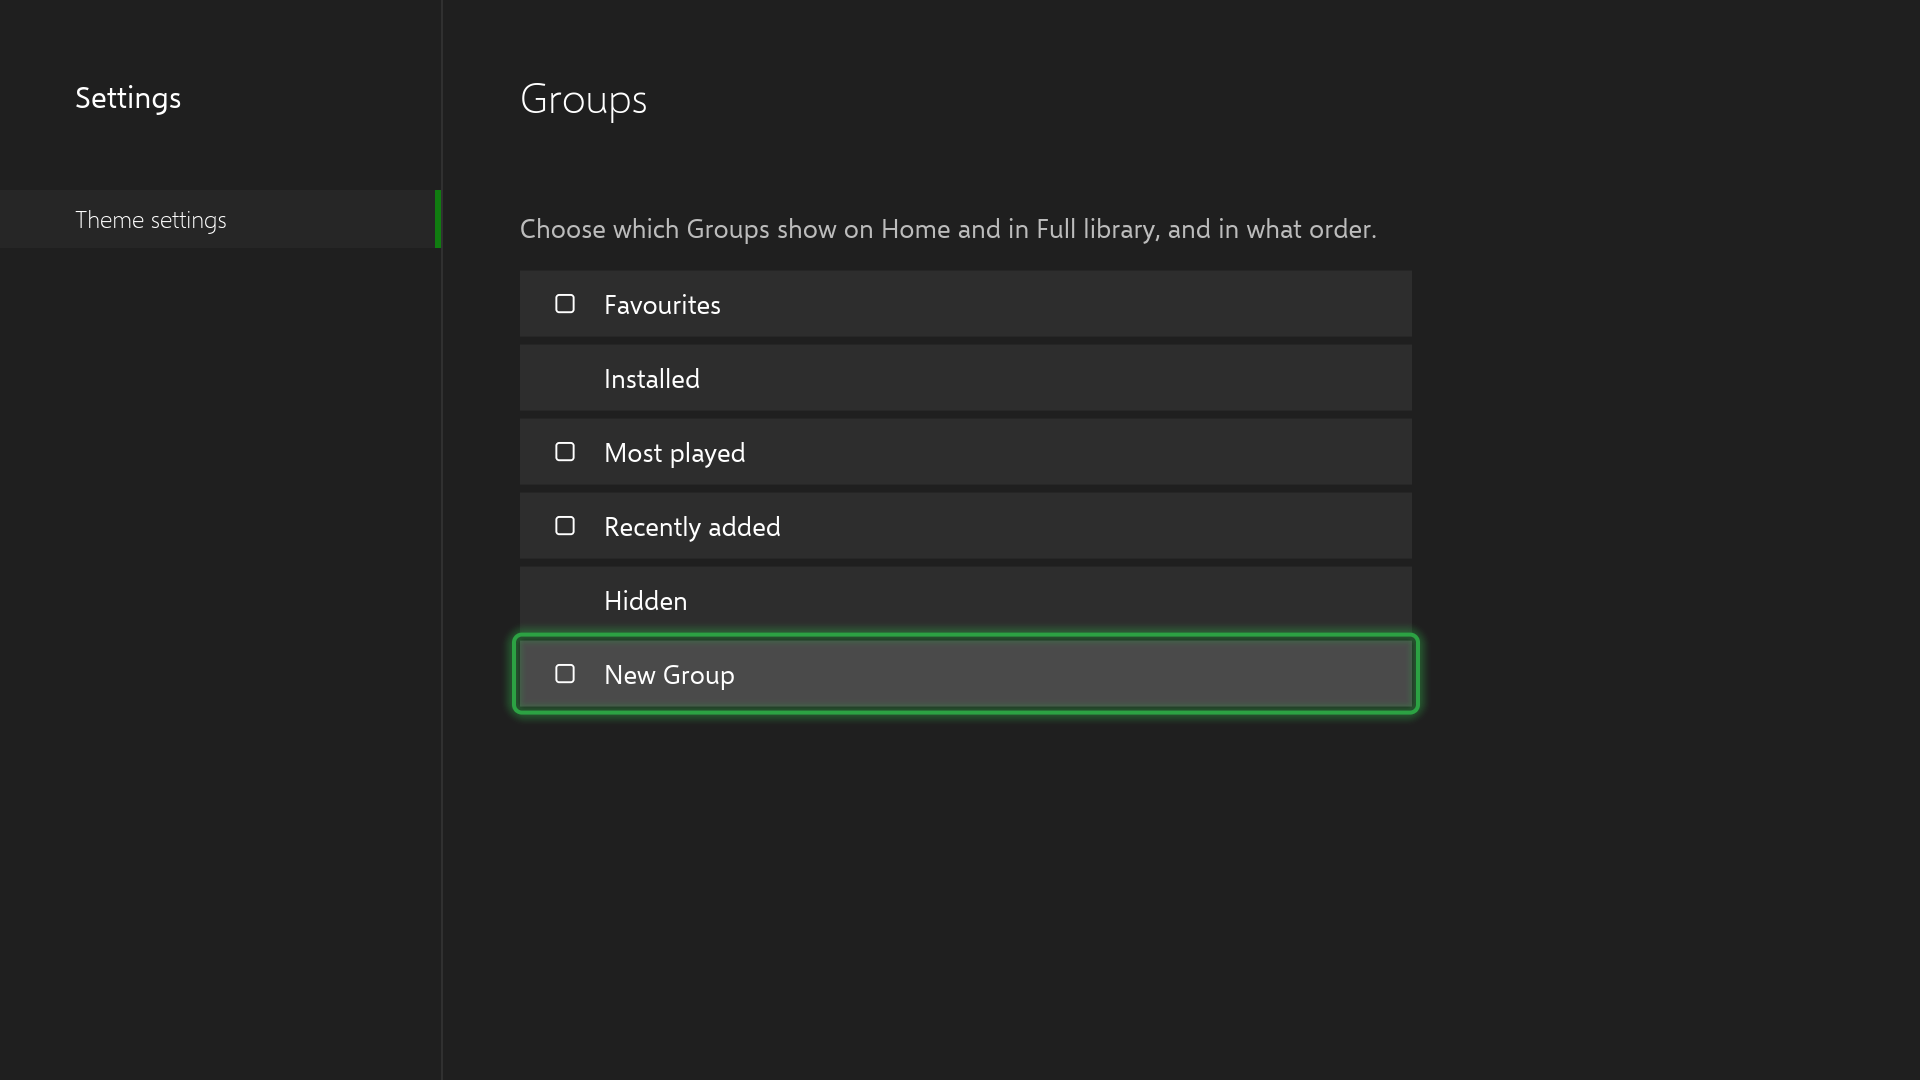 Settings
Theme settings
Groups
Choose which Groups show on Home and in Full library, and in what order.
Favourites
Installed
Most played
Recently added
Hidden
New Group